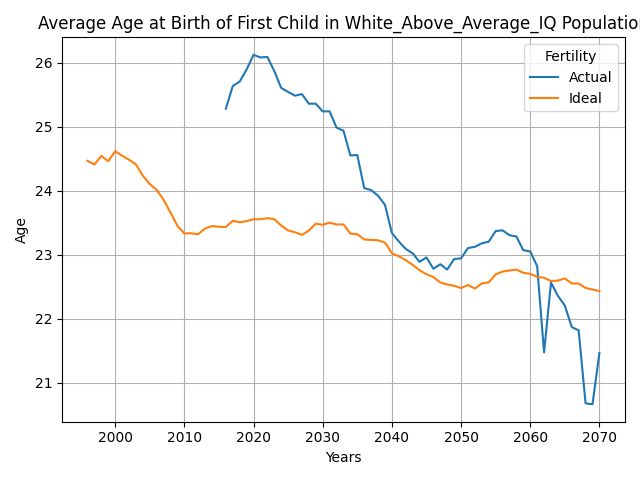 Average Age at Birth of First Child in White_Above_Average_IQ Population
Fertility
Actual
Ideal
Age
26
25
24
23
22
21
2000 2010 2020 2030 2040 2050 2060 2070
Years